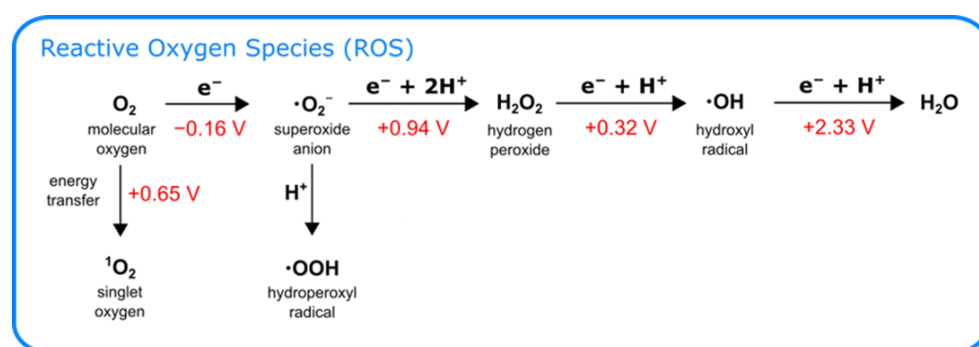 Reactive Oxygen Species (ROS)
e⁻ e⁻ + 2H⁺ e⁻ + H⁺ e⁻ + H⁺
O₂ ·O₂⁻ H₂O₂ ·OH H₂O
−0.16 V +0.94 V +0.32 V +2.33 V
molecular superoxide hydrogen hydroxyl
oxygen anion peroxide radical
energy
transfer
+0.65 V
H⁺
¹O₂ ·OOH
singlet hydroperoxyl
oxygen radical